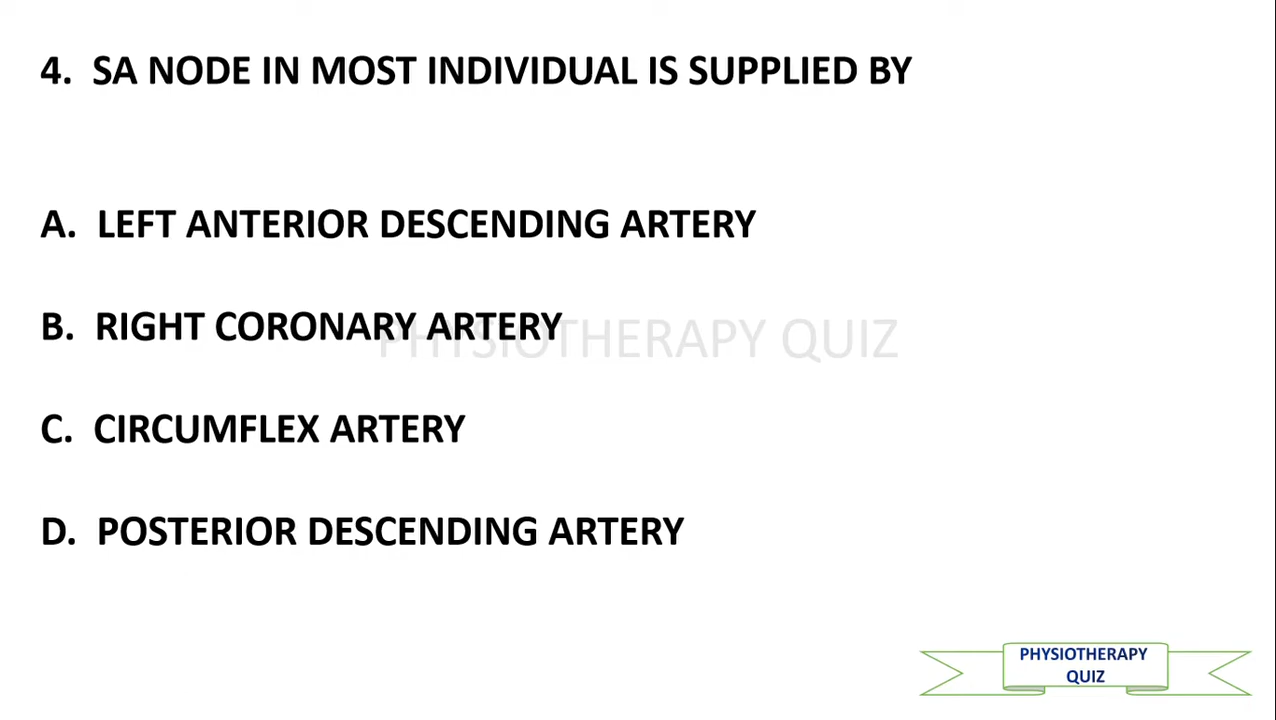 4. SA NODE IN MOST INDIVIDUAL IS SUPPLIED BY
A. LEFT ANTERIOR DESCENDING ARTERY
B. RIGHT CORONARY ARTERY
PHYSIOTHERAPY QUIZ
C. CIRCUMFLEX ARTERY
D. POSTERIOR DESCENDING ARTERY
PHYSIOTHERAPY
QUIZ